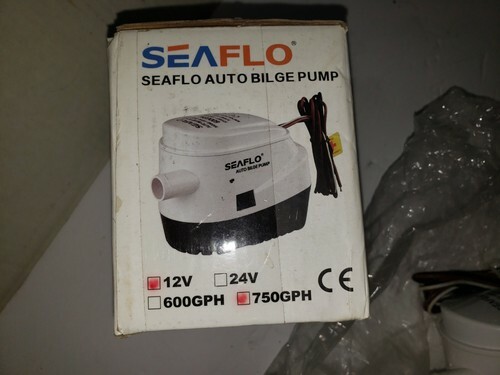 SEAFLO®
SEAFLO AUTO BILGE PUMP
SEAFLO
AUTO BILGE PUMP
12V 24V CE
600GPH 750GPH